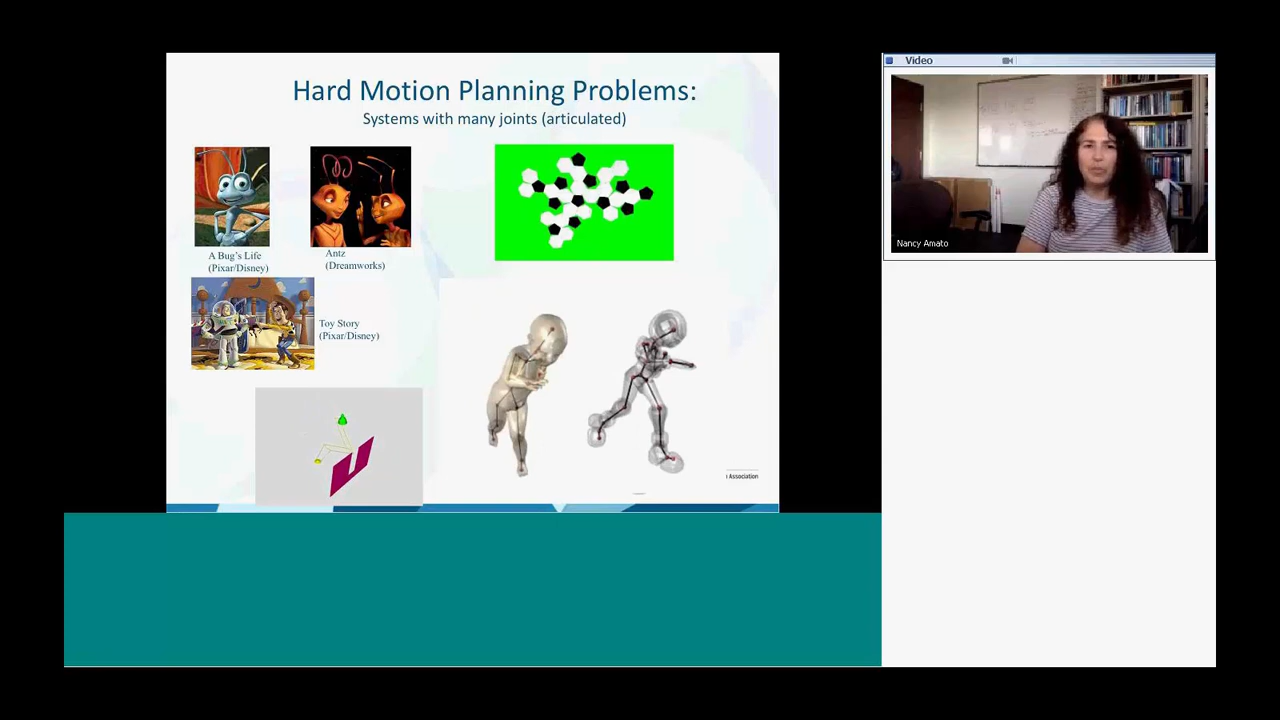 Hard Motion Planning Problems:
Systems with many joints (articulated)
A Bug's Life
(Pixar/Disney)
Antz
(Dreamworks)
Toy Story
(Pixar/Disney)
Association
Video
Nancy Amato